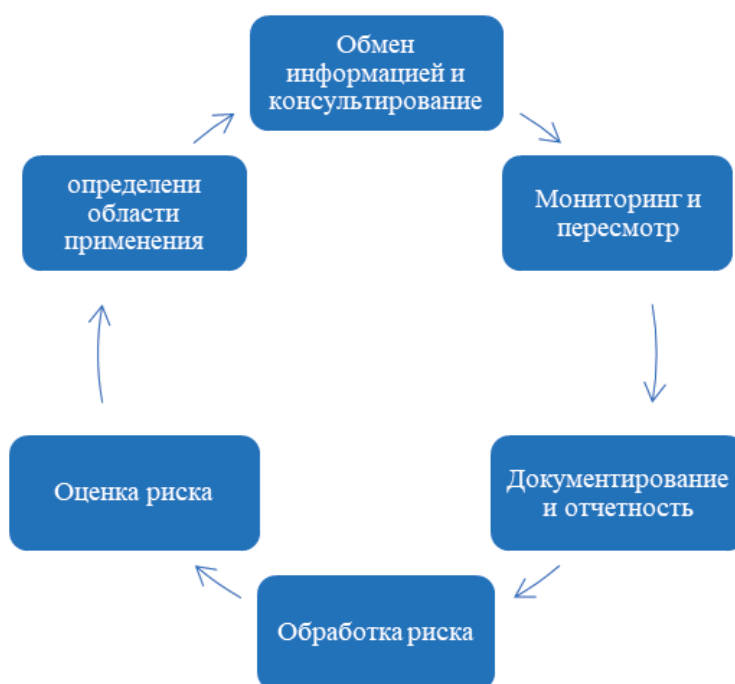 Обмен
информацией и
консультирование
Мониторинг и
пересмотр
Документирование
и отчетность
Обработка риска
Оценка риска
определени
области
применения